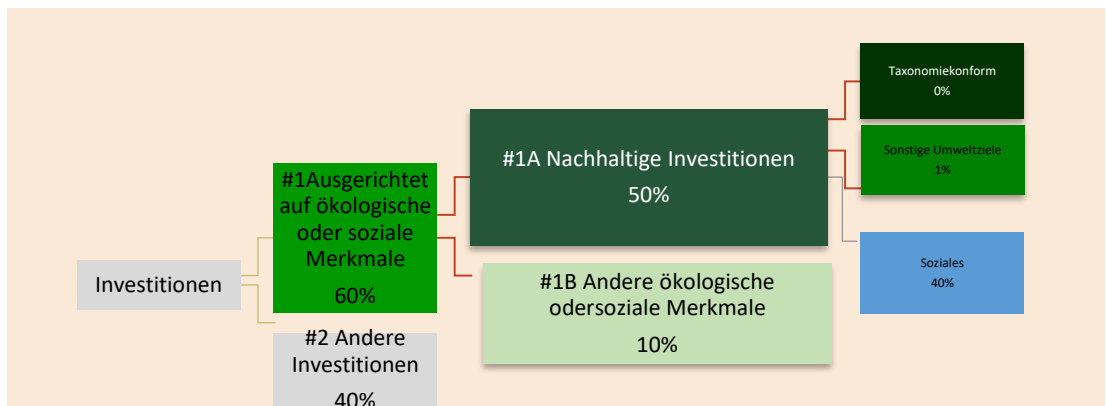 Investitionen
#1Ausgerichtet
auf ökologische
oder soziale
Merkmale
60%
#2 Andere
Investitionen
40%
#1A Nachhaltige Investitionen
50%
#1B Andere ökologische
odersoziale Merkmale
10%
Taxonomiekonform
0%
Sonstige Umweltziele
1%
Soziales
40%